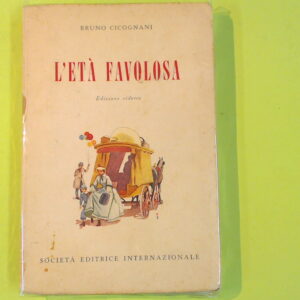 BRUNO CICOGNANI
L'ETÀ FAVOLOSA
Edizione ridotta
SOCIETÀ EDITRICE INTERNAZIONALE